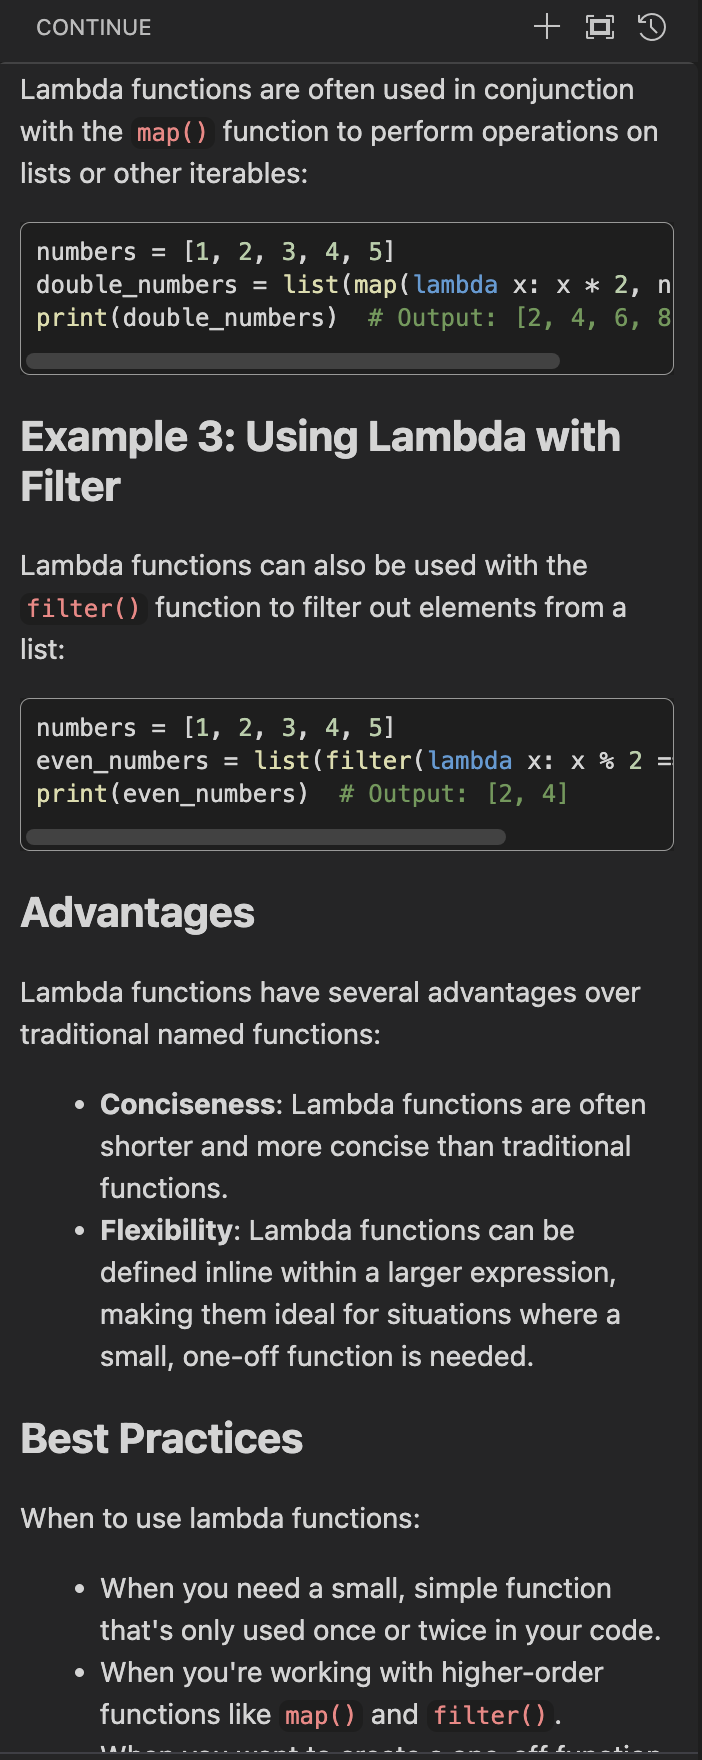 CONTINUE
Lambda functions are often used in conjunction
with the map() function to perform operations on
lists or other iterables:
numbers = [1, 2, 3, 4, 5]
double_numbers = list(map(lambda x: x * 2, n
print(double_numbers)  # Output: [2, 4, 6, 8
Example 3: Using Lambda with
Filter
Lambda functions can also be used with the
filter() function to filter out elements from a
list:
numbers = [1, 2, 3, 4, 5]
even_numbers = list(filter(lambda x: x % 2 =
print(even_numbers)  # Output: [2, 4]
Advantages
Lambda functions have several advantages over
traditional named functions:
• Conciseness: Lambda functions are often
shorter and more concise than traditional
functions.
• Flexibility: Lambda functions can be
defined inline within a larger expression,
making them ideal for situations where a
small, one-off function is needed.
Best Practices
When to use lambda functions:
• When you need a small, simple function
that's only used once or twice in your code.
• When you're working with higher-order
functions like map() and filter().
When you want to create a one-off function